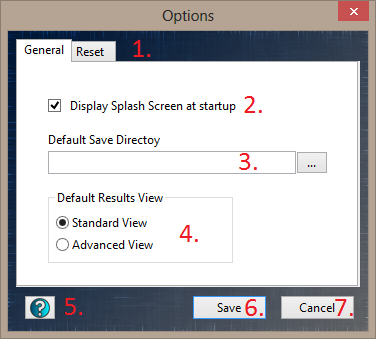 Options
General Reset 1.
Display Splash Screen at startup 2.
Default Save Directoy
3. ...
Default Results View
Standard View
Advanced View
4.
? 5. Save 6. Cancel 7.